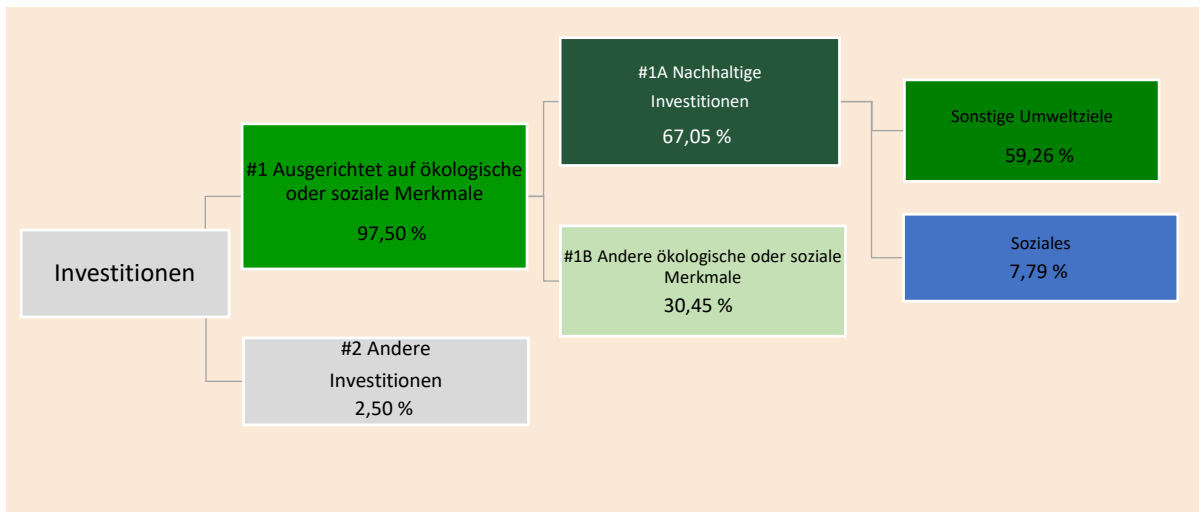 Investitionen
#1 Ausgerichtet auf ökologische
oder soziale Merkmale
97,50 %
#2 Andere
Investitionen
2,50 %
#1A Nachhaltige
Investitionen
67,05 %
#1B Andere ökologische oder soziale
Merkmale
30,45 %
Sonstige Umweltziele
59,26 %
Soziales
7,79 %